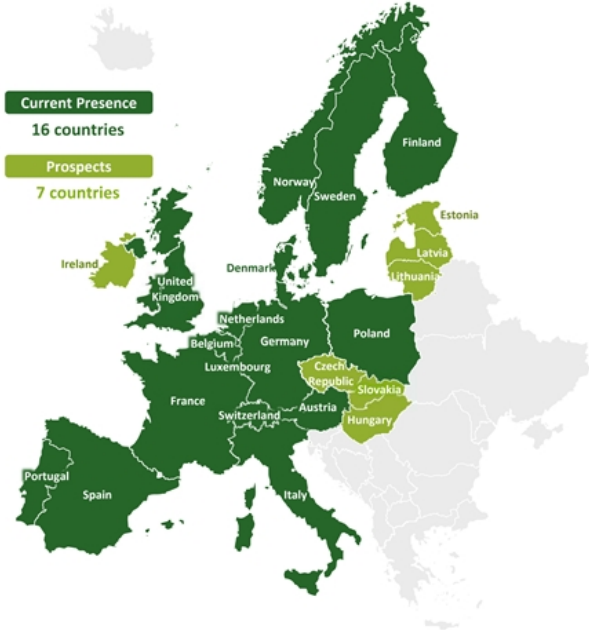 Current Presence
16 countries
Prospects
7 countries
Finland
Norway
Sweden
Estonia
Latvia
Lithuania
Ireland
United
Kingdom
Denmark
Netherlands
Belgium
Germany
Poland
Luxembourg
Czech
Republic
Slovakia
France
Switzerland
Austria
Hungary
Portugal
Spain
Italy